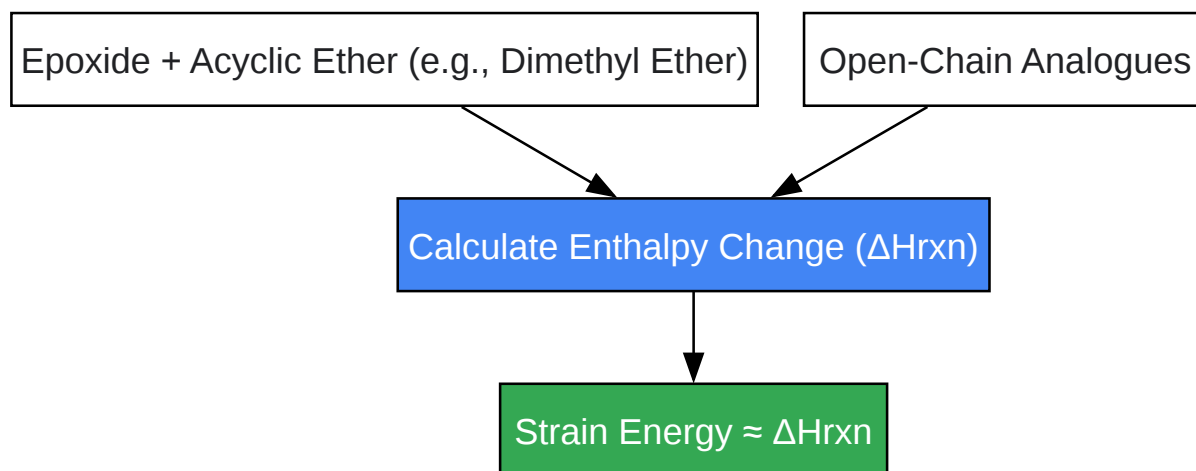 Epoxide + Acyclic Ether (e.g., Dimethyl Ether)
Open-Chain Analogues
Calculate Enthalpy Change (ΔHrxn)
Strain Energy ≈ ΔHrxn